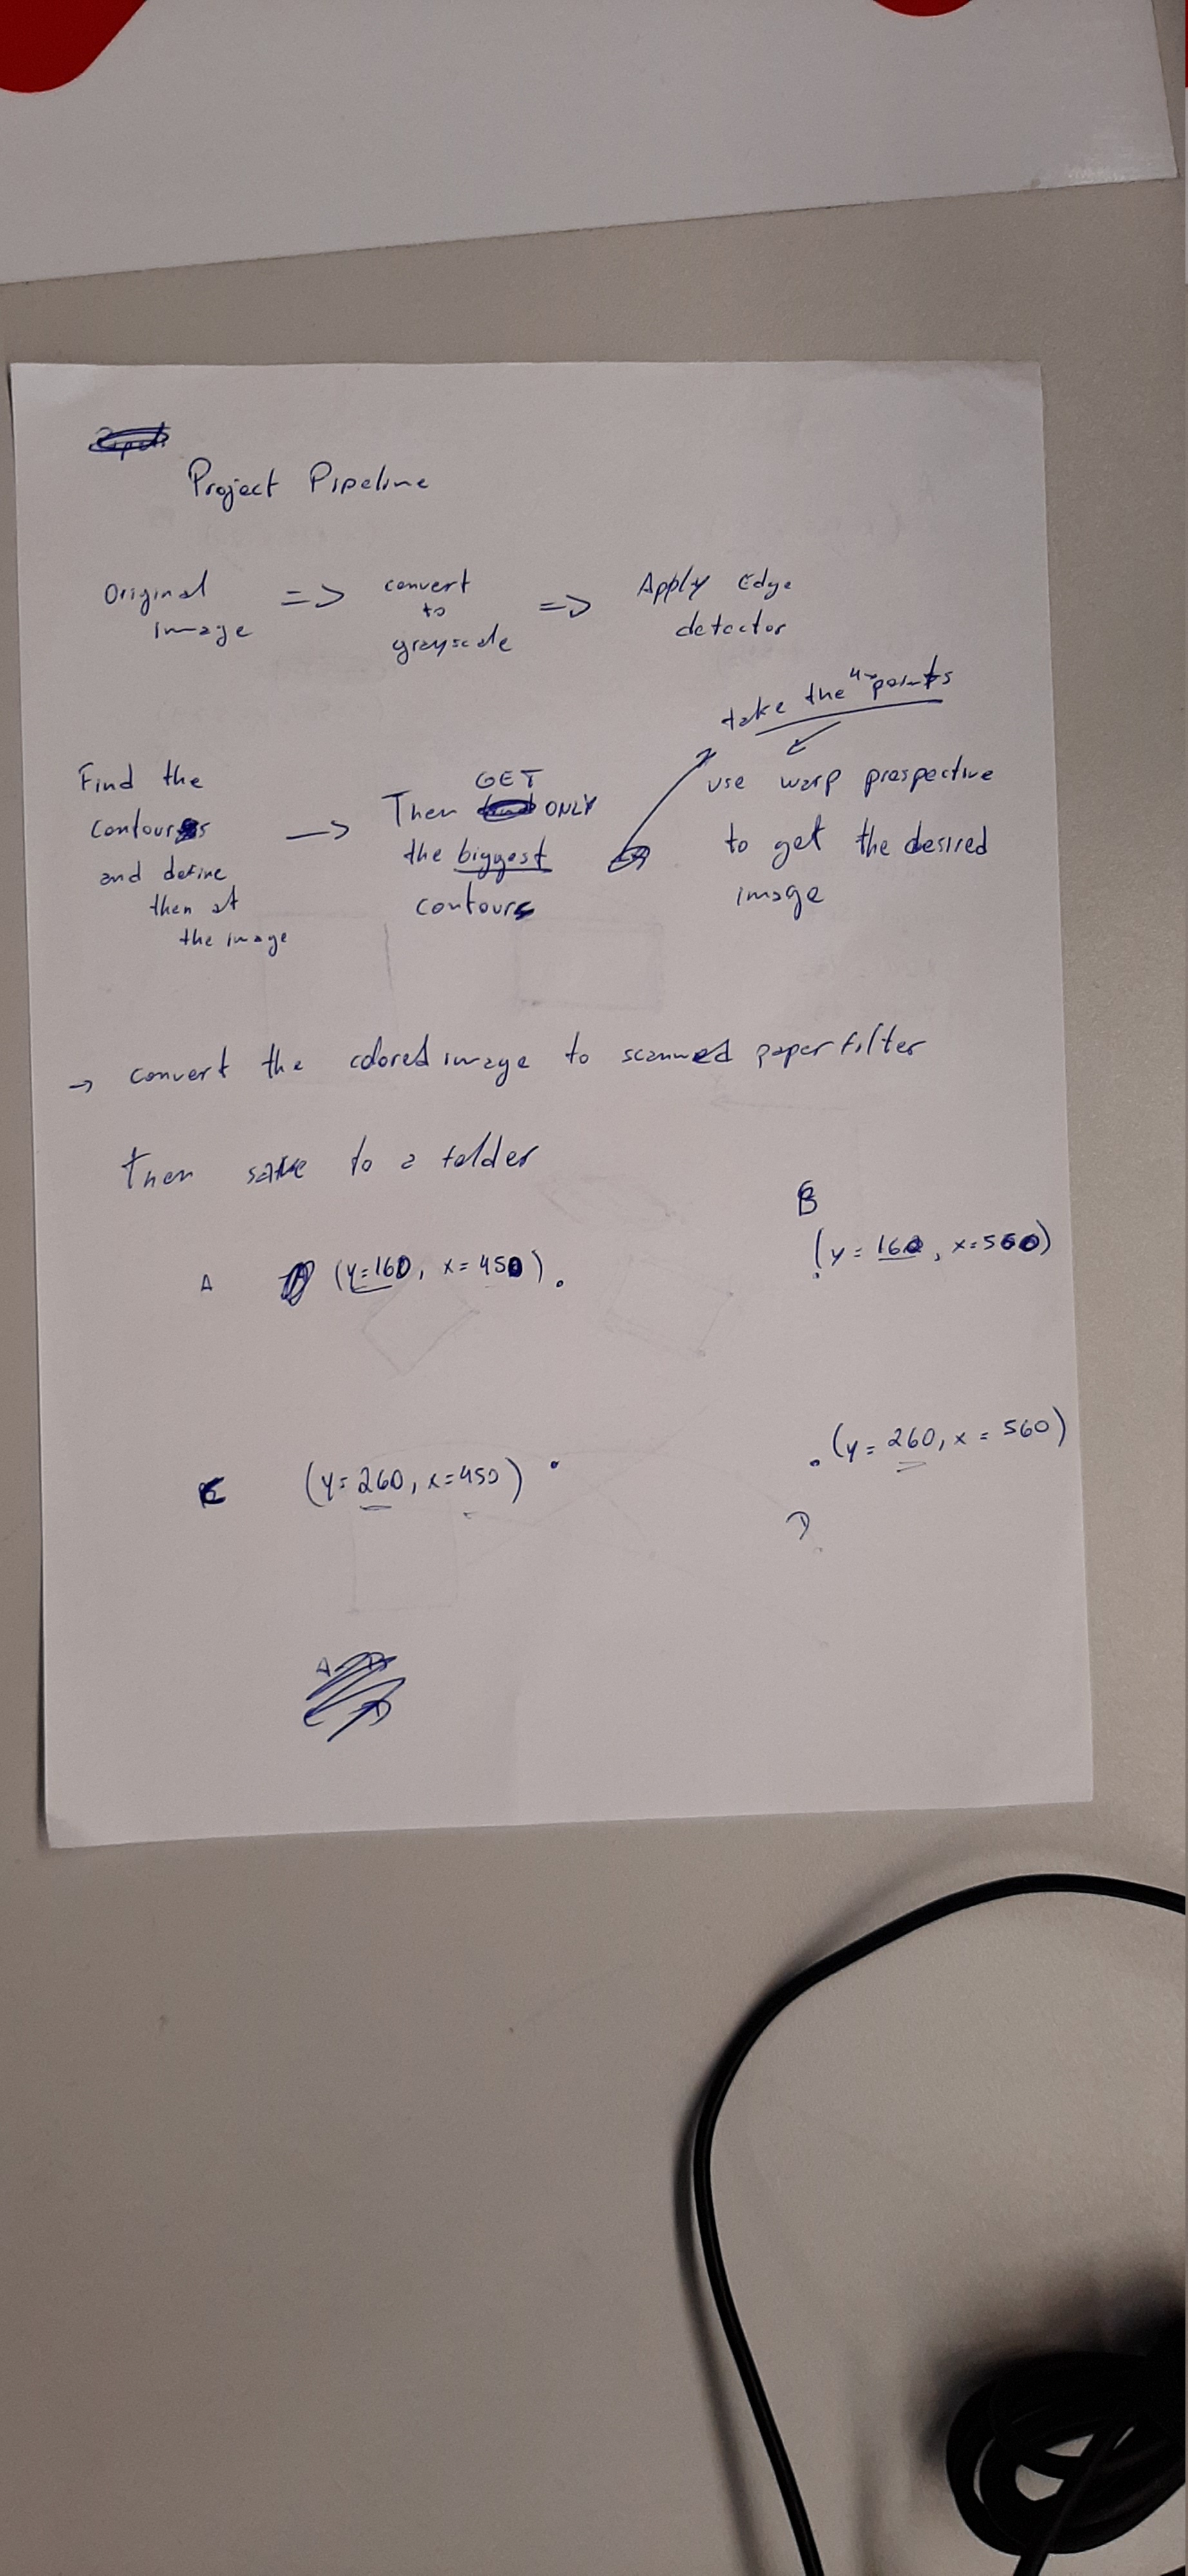 Project Pipeline
Original image => convert to grayscale => Apply Edge detector
Find the contours and define then at the image -> Then GET ONLY the biggest contours
take the 4 points
use warp prespective to get the desired image
-> convert the colored image to scanned paper filter
Then save to a folder
A (y=160, x=450) .
B
(y=160, x=560)
C (y=260, x=450) .
. (y=260, x=560)
D